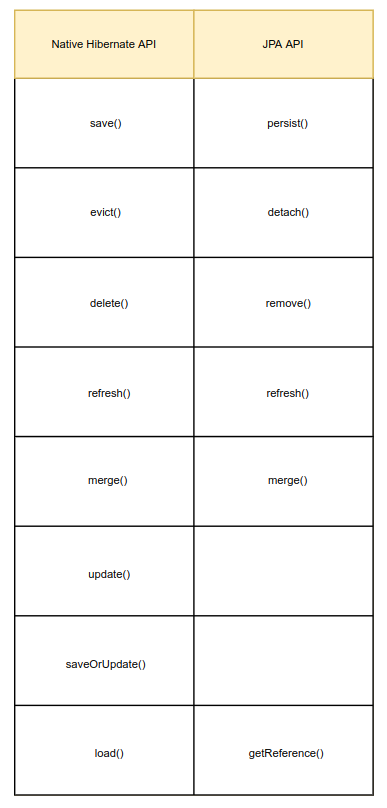 Native Hibernate API JPA API
save() persist()
evict() detach()
delete() remove()
refresh() refresh()
merge() merge()
update()
saveOrUpdate()
load() getReference()